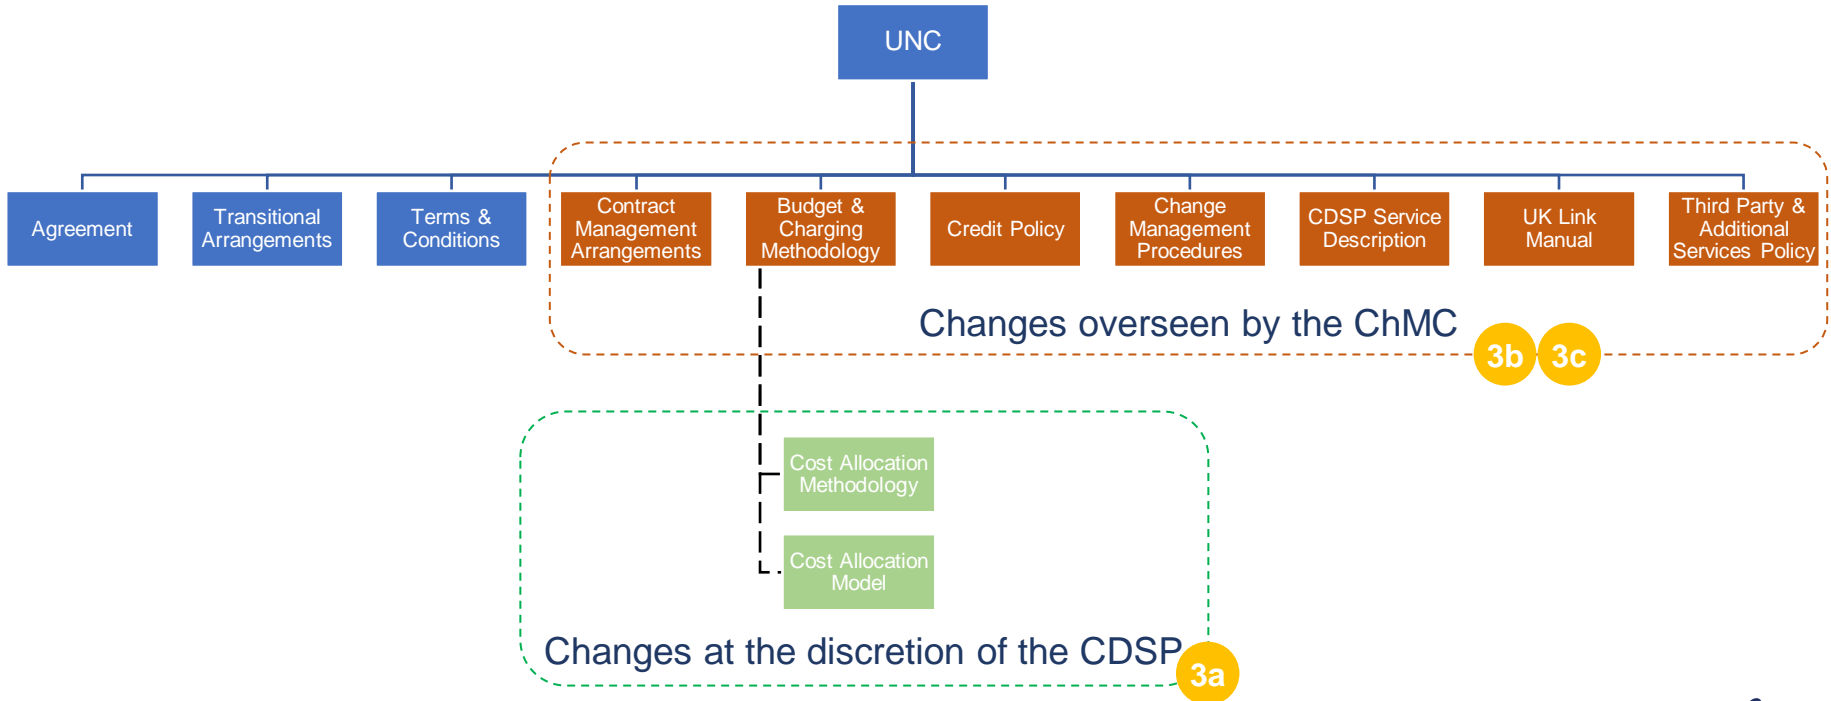 UNC
Agreement
Transitional
Arrangements
Terms &
Conditions
Contract
Management
Arrangements
Budget &
Charging
Methodology
Credit Policy
Change
Management
Procedures
CDSP Service
Description
UK Link
Manual
Third Party &
Additional
Services Policy
Changes overseen by the ChMC
3b 3c
Cost Allocation
Methodology
Cost Allocation
Model
Changes at the discretion of the CDSP
3a